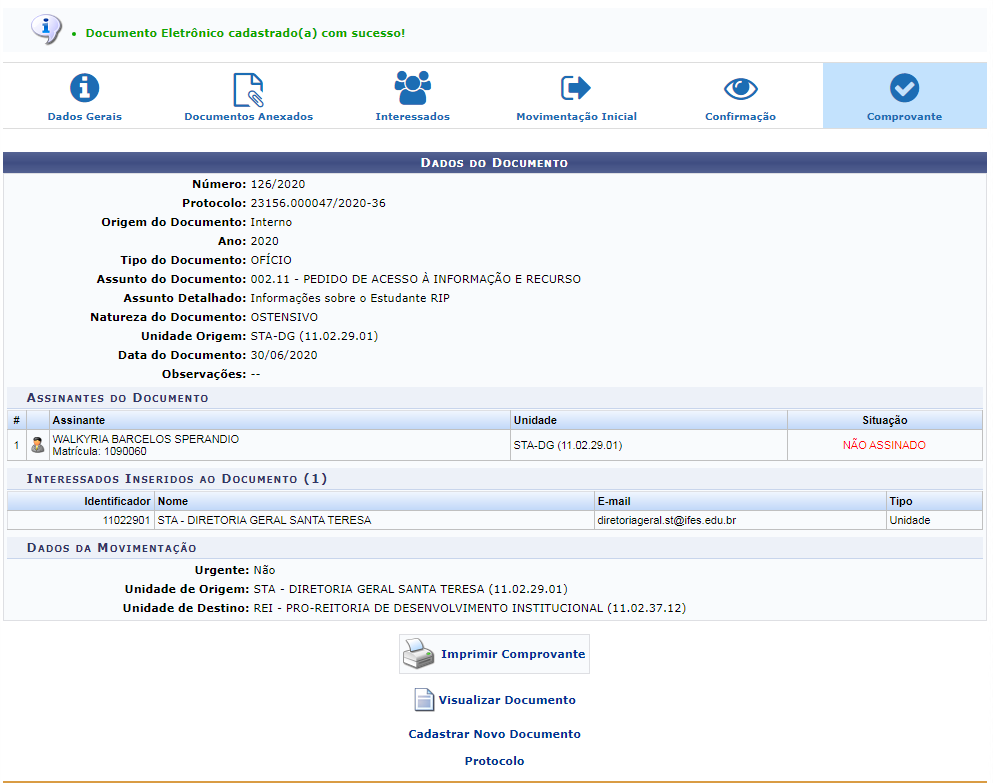 Documento Eletrônico cadastrado(a) com sucesso!
Dados Gerais Documentos Anexados Interessados Movimentação Inicial Confirmação Comprovante
DADOS DO DOCUMENTO
Número: 126/2020
Protocolo: 23156.000047/2020-36
Origem do Documento: Interno
Ano: 2020
Tipo do Documento: OFÍCIO
Assunto do Documento: 002.11 - PEDIDO DE ACESSO À INFORMAÇÃO E RECURSO
Assunto Detalhado: Informações sobre o Estudante RIP
Natureza do Documento: OSTENSIVO
Unidade Origem: STA-DG (11.02.29.01)
Data do Documento: 30/06/2020
Observações: --
ASSINANTES DO DOCUMENTO
# Assinante Unidade Situação
1 WALKYRIA BARCELOS SPERANDIO STA-DG (11.02.29.01) NÃO ASSINADO
Matrícula: 1090060
INTERESSADOS INSERIDOS AO DOCUMENTO (1)
Identificador Nome E-mail Tipo
11022901 STA - DIRETORIA GERAL SANTA TERESA diretoriageral.st@ifes.edu.br Unidade
DADOS DA MOVIMENTAÇÃO
Urgente: Não
Unidade de Origem: STA - DIRETORIA GERAL SANTA TERESA (11.02.29.01)
Unidade de Destino: REI - PRO-REITORIA DE DESENVOLVIMENTO INSTITUCIONAL (11.02.37.12)
Imprimir Comprovante
Visualizar Documento
Cadastrar Novo Documento
Protocolo